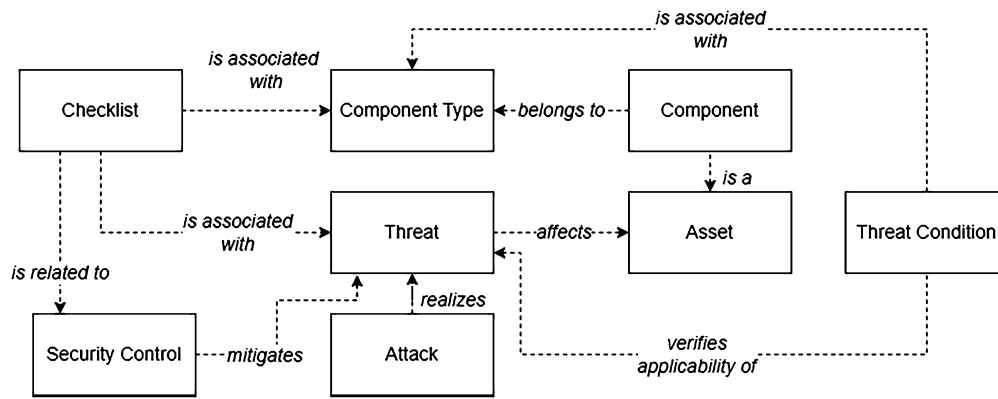 is associated
with
is associated
with
Checklist
Component Type
belongs to
Component
is a
is associated
with
Threat
affects
Asset
Threat Condition
is related to
realizes
Security Control
mitigates
Attack
verifies
applicability of